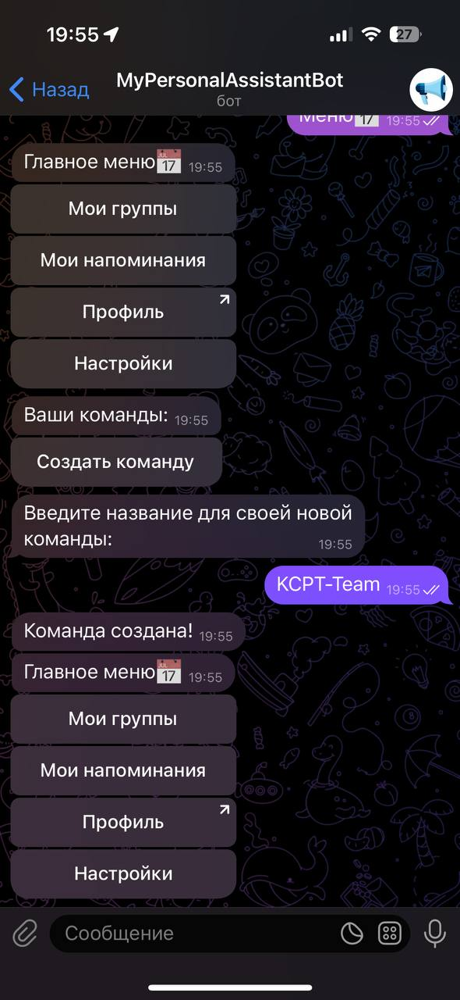 19:55
27
Назад
MyPersonalAssistantBot
бот
Меню📅 19:55
Главное меню📅 19:55
Мои группы
Мои напоминания
Профиль
Настройки
Ваши команды: 19:55
Создать команду
Введите название для своей новой
команды: 19:55
KCPT-Team 19:55
Команда создана! 19:55
Главное меню📅 19:55
Мои группы
Мои напоминания
Профиль
Настройки
Сообщение